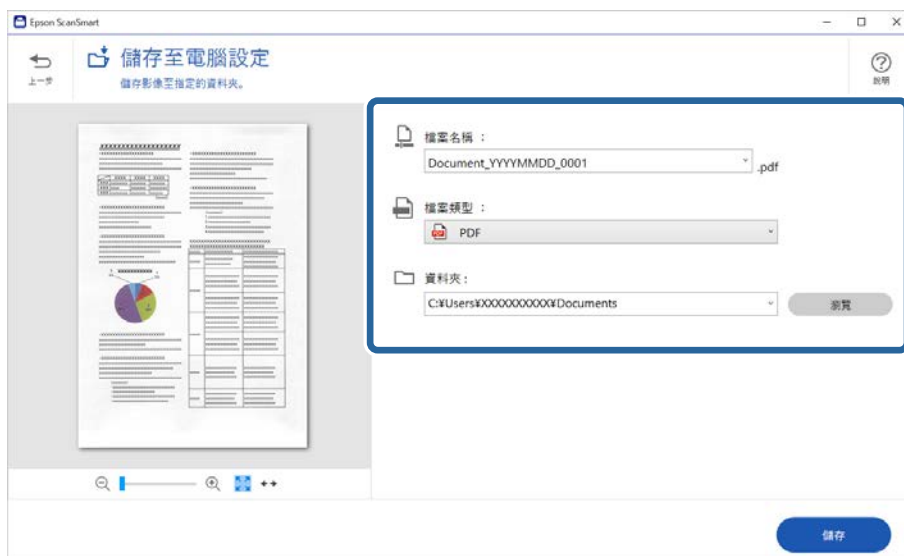 Epson ScanSmart
上一步
儲存至電腦設定
儲存影像至指定的資料夾。
說明
檔案名稱：
Document_YYYYMMDD_0001
.pdf
檔案類型：
PDF
資料夾：
C:¥Users¥XXXXXXXXXX¥Documents
瀏覽
儲存